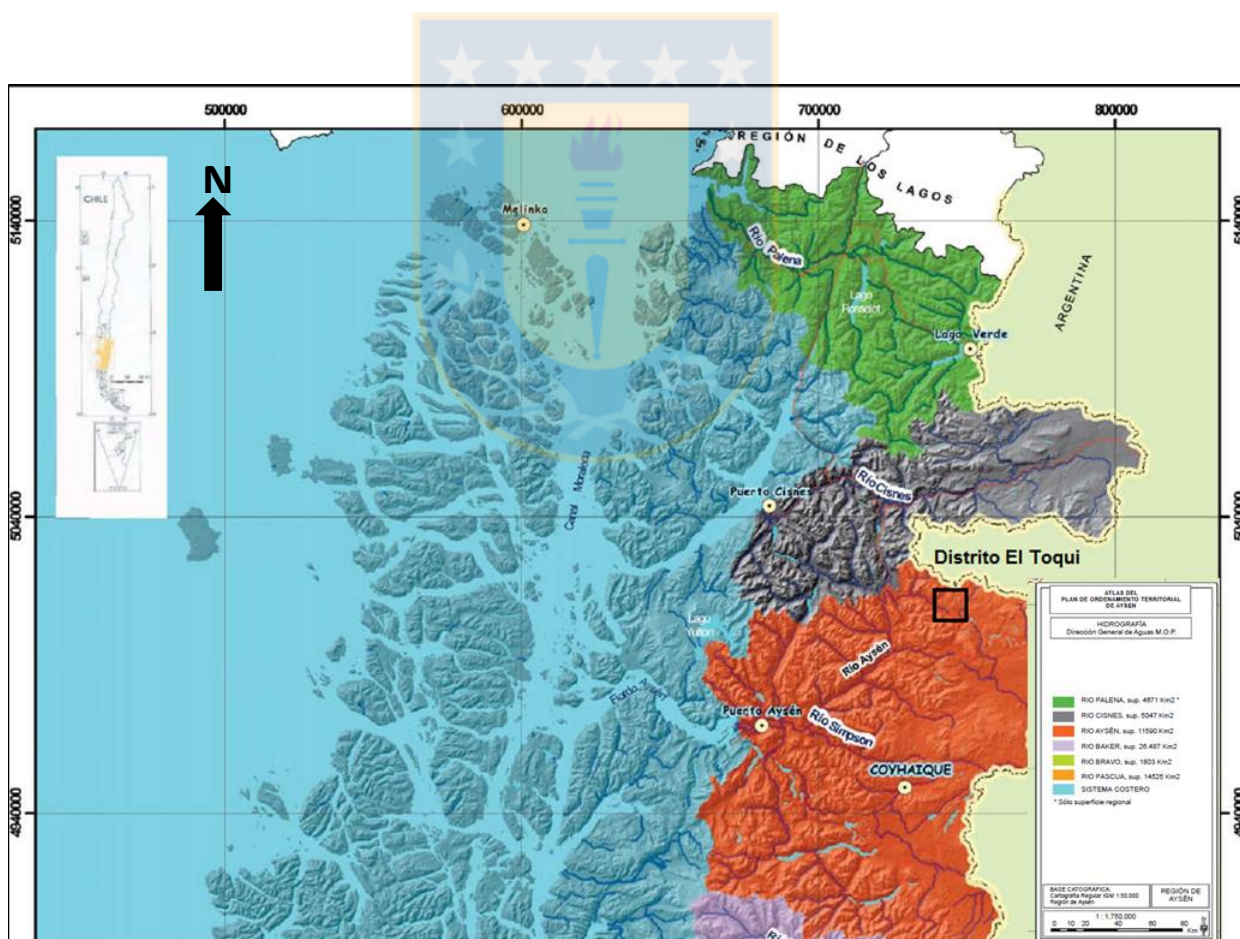 500000
600000
700000
800000
REGIÓN DE LOS LAGOS
CHILE
N
Melinka
5140000
5140000
Río Palena
ARGENTINA
Lago
Lago Verde
Canal Moraleda
Puerto Cisnes
Río Cisnes
5040000
5040000
Distrito El Toqui
ATLAS DEL
PLAN DE ORDENAMIENTO TERRITORIAL
DE AYSÉN
HIDROGRAFÍA
Dirección General de Aguas M.O.P.
Lago
Río Aysén
Fiordo Aysén
Puerto Aysén
Río Simpson
COYHAIQUE
RIO PALENA, sup. 4671 Km2 *
RIO CISNES, sup. 5047 Km2
RIO AYSÉN, sup. 11590 Km2
RIO BAKER, sup. 26.487 Km2
RIO BRAVO, sup. 1803 Km2
RIO PASCUA, sup. 14525 Km2
SISTEMA COSTERO
* Sólo superficie regional
4940000
4940000
BASE CATOGRAFICA:
Cartografía Regular IGM 1:50.000
Región de Aysén
REGIÓN DE
AYSÉN
1 : 1.750.000
0 10 20 40 60 80
Km